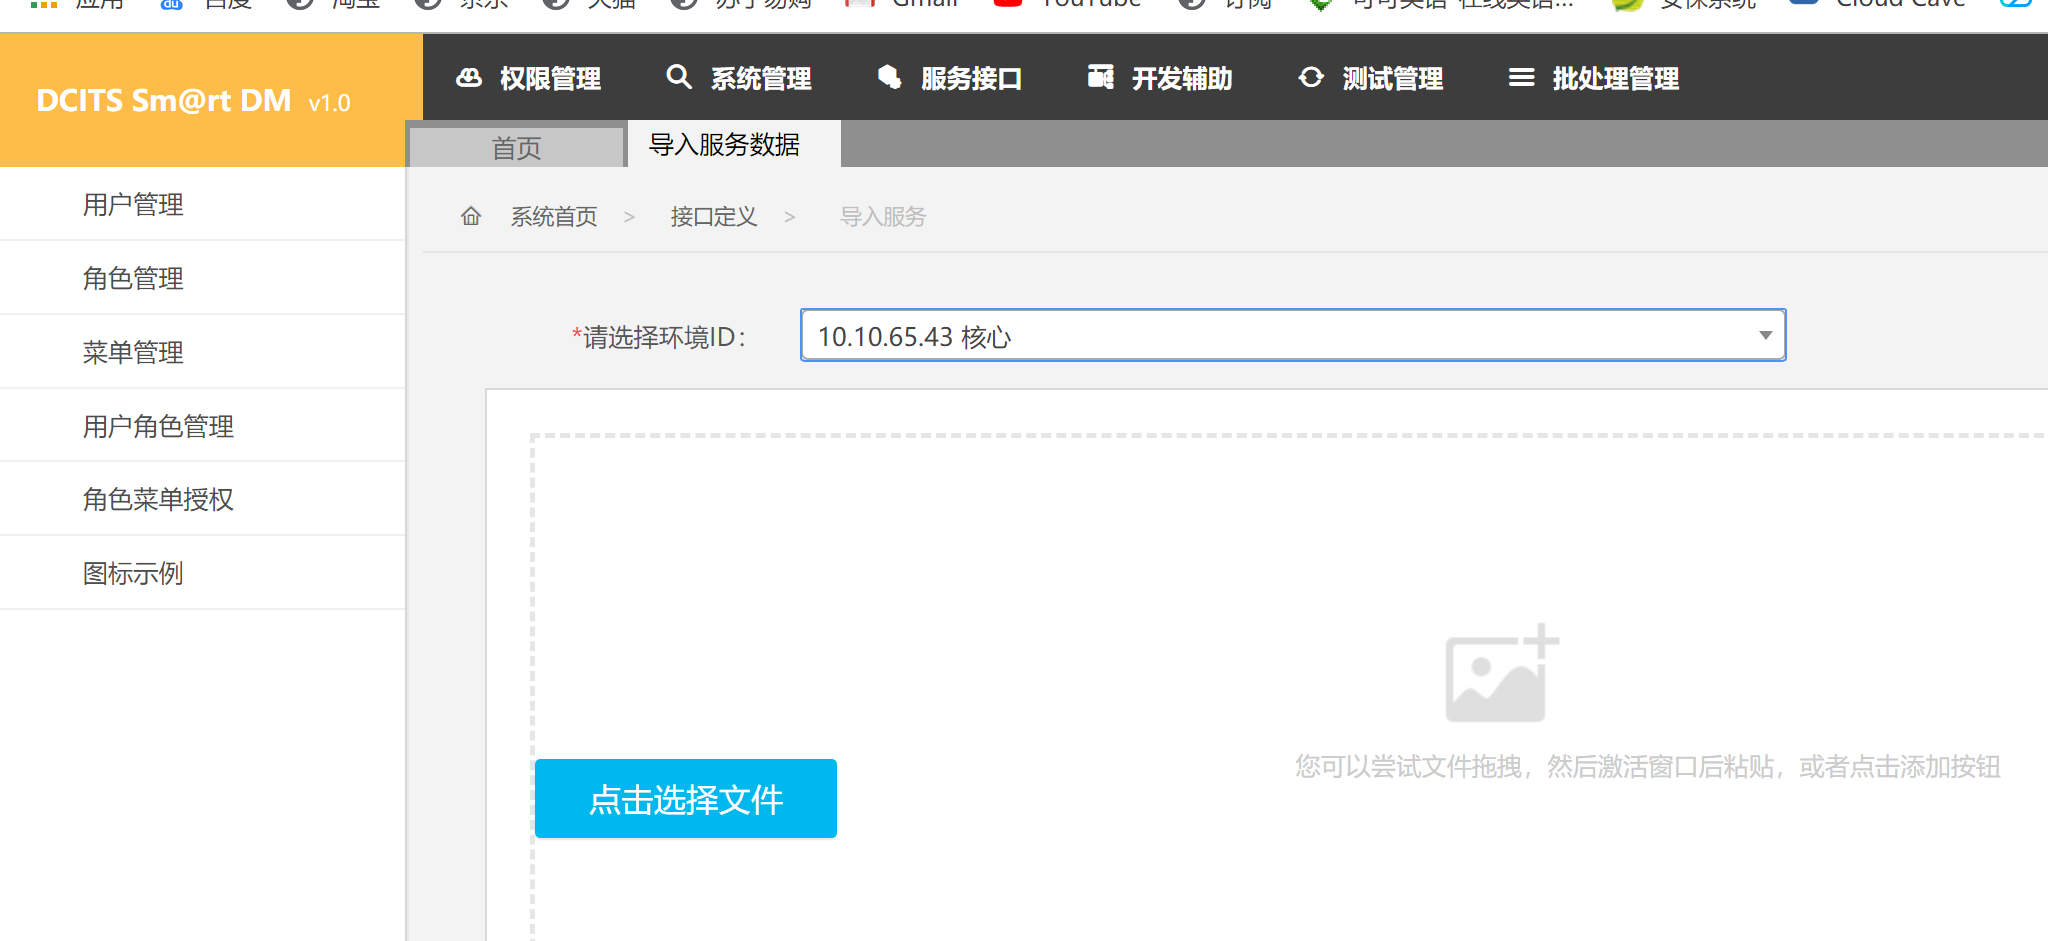 应用 百度 淘宝 京东 天猫 苏宁易购 Gmail YouTube 订阅 可可英语-在线英语... 安保系统 Cloud Cave
DCITS Sm@rt DM v1.0
权限管理 系统管理 服务接口 开发辅助 测试管理 批处理管理
首页 导入服务数据
用户管理
角色管理
菜单管理
用户角色管理
角色菜单授权
图标示例
系统首页 > 接口定义 > 导入服务
*请选择环境ID：
10.10.65.43 核心
您可以尝试文件拖拽，然后激活窗口后粘贴，或者点击添加按钮
点击选择文件